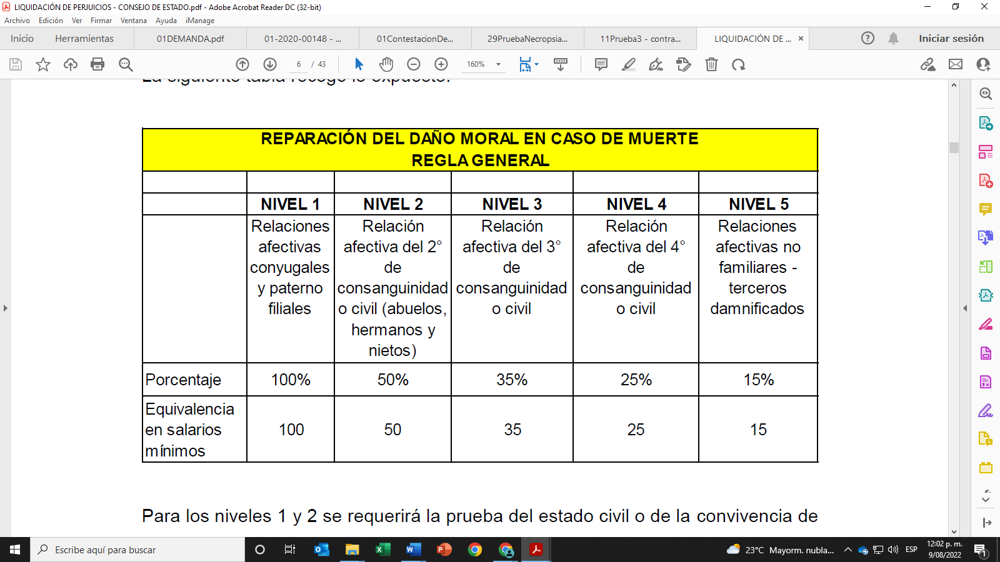 LIQUIDACIÓN DE PERJUICIOS - CONSEJO DE ESTADO.pdf - Adobe Acrobat Reader DC (32-bit)
Archivo Edición Ver Firmar Ventana Ayuda iManage
Inicio Herramientas 01DEMANDA.pdf 01-2020-00148 - ... 01ContestacionDe... 29PruebaNecropsia... 11Prueba3 - contra... LIQUIDACIÓN DE ... × Iniciar sesión
6 / 43 160%
La siguiente tabla recoge lo expuesto:
REPARACIÓN DEL DAÑO MORAL EN CASO DE MUERTE
REGLA GENERAL
NIVEL 1 NIVEL 2 NIVEL 3 NIVEL 4 NIVEL 5
Relaciones Relación Relación Relación Relaciones
afectivas afectiva del 2° afectiva del 3° afectiva del 4° afectivas no
conyugales de de de familiares -
y paterno consanguinidad consanguinidad consanguinidad terceros
filiales o civil (abuelos, o civil o civil damnificados
hermanos y
nietos)
Porcentaje 100% 50% 35% 25% 15%
Equivalencia
en salarios 100 50 35 25 15
mínimos
Para los niveles 1 y 2 se requerirá la prueba del estado civil o de la convivencia de
Escribe aquí para buscar 23°C Mayorm. nubla... ESP 12:02 p. m.
9/08/2022 1